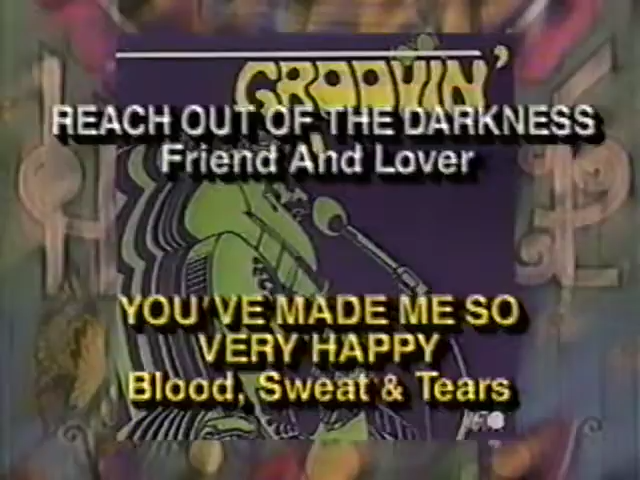 GROOVIN'
REACH OUT OF THE DARKNESS
Friend And Lover
YOU'VE MADE ME SO
VERY HAPPY
Blood, Sweat & Tears